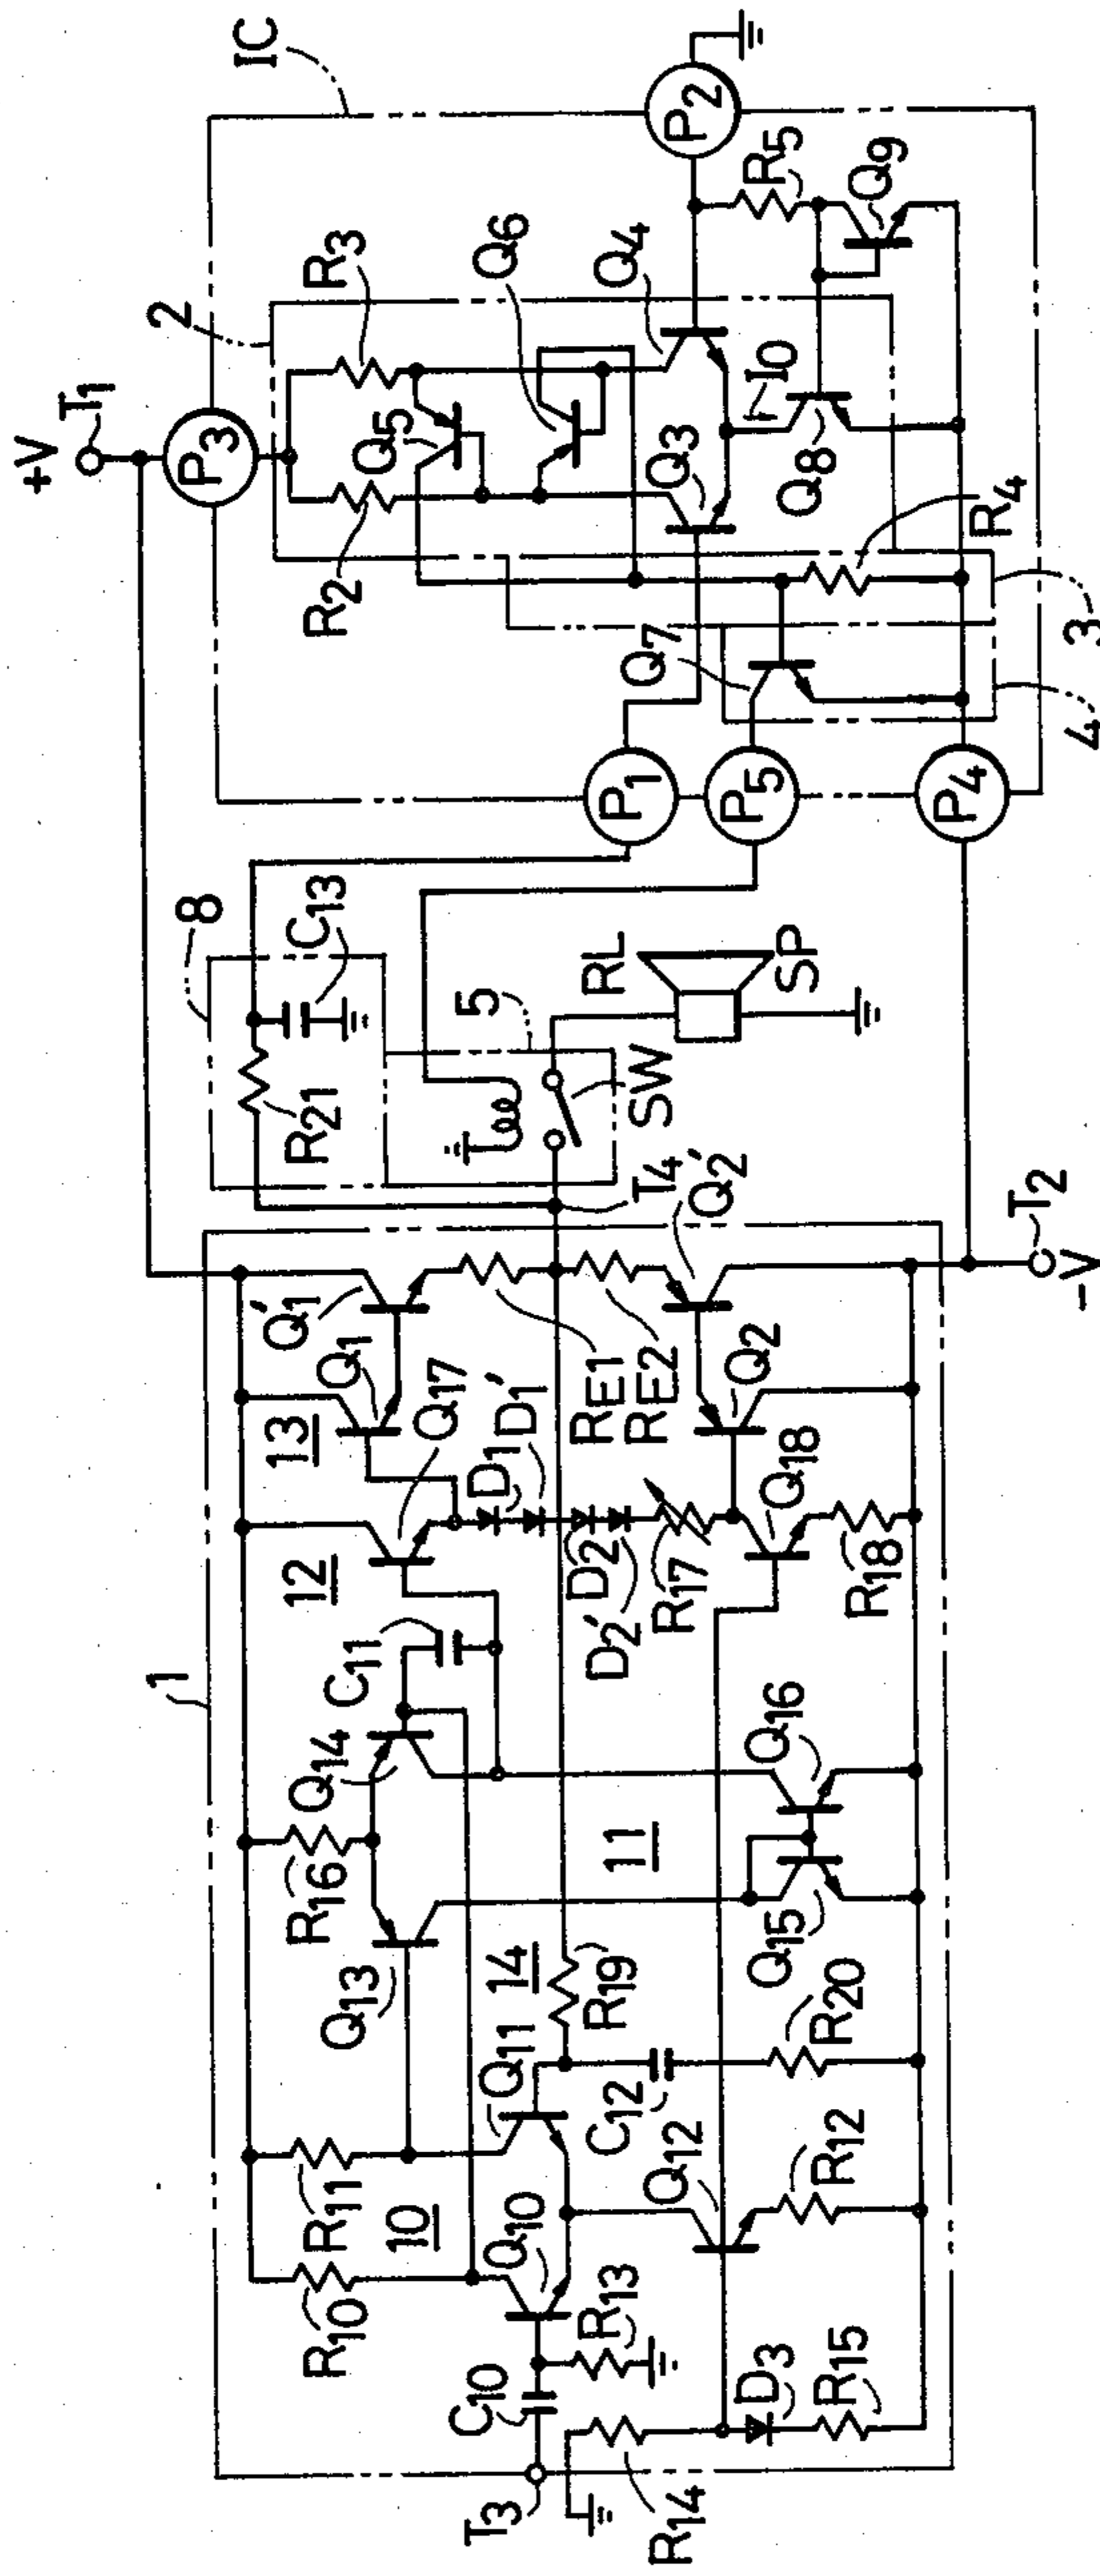 +V
T1
IC
P3
2
R3
R2
Q5
Q6
Q4
P2
R5
Q9
Q3
I0
Q8
R4
Q7
3
4
P1
P5
P4
8
C13
R21
5
RL
SP
SW
T4
1
13
Q1'
Q1
Q17
D1
D1'
RE1
RE2
Q2'
Q2
T2
-V
12
C11
D2
D2'
R17
Q18
R18
Q14
R16
Q13
11
Q16
Q15
14
R19
R20
Q11
C12
Q12
R12
R11
10
R10
Q10
R13
C10
T3
R14
D3
R15